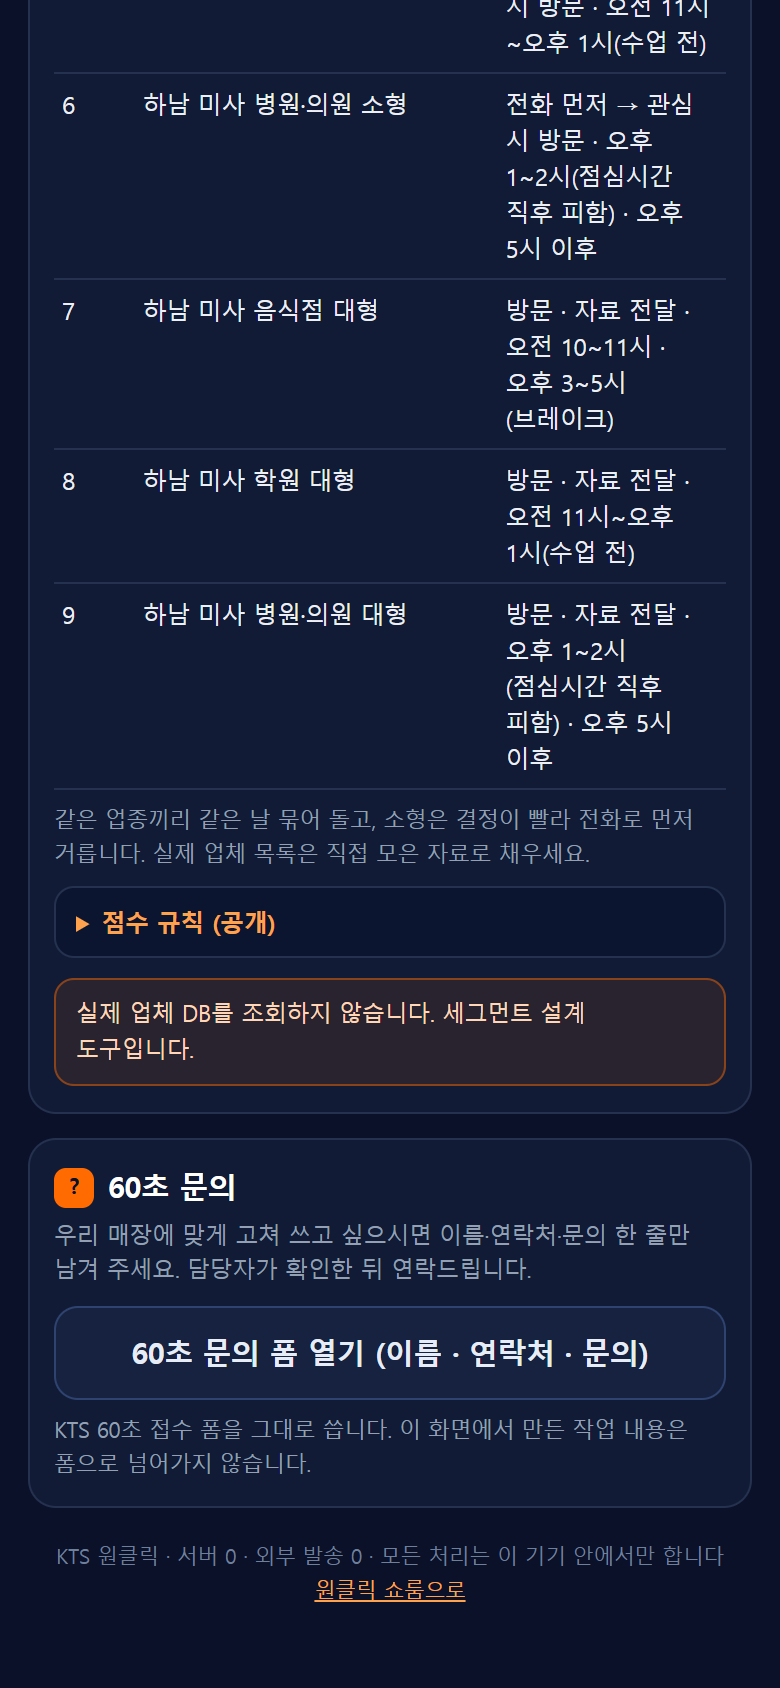 시 방문 · 오전 11시
~오후 1시(수업 전)
6
하남 미사 병원·의원 소형
전화 먼저 → 관심
시 방문 · 오후
1~2시(점심시간
직후 피함) · 오후
5시 이후
7
하남 미사 음식점 대형
방문 · 자료 전달 ·
오전 10~11시 ·
오후 3~5시
(브레이크)
8
하남 미사 학원 대형
방문 · 자료 전달 ·
오전 11시~오후
1시(수업 전)
9
하남 미사 병원·의원 대형
방문 · 자료 전달 ·
오후 1~2시
(점심시간 직후
피함) · 오후 5시
이후
같은 업종끼리 같은 날 묶어 돌고, 소형은 결정이 빨라 전화로 먼저
거릅니다. 실제 업체 목록은 직접 모은 자료로 채우세요.
▶ 점수 규칙 (공개)
실제 업체 DB를 조회하지 않습니다. 세그먼트 설계
도구입니다.
? 60초 문의
우리 매장에 맞게 고쳐 쓰고 싶으시면 이름·연락처·문의 한 줄만
남겨 주세요. 담당자가 확인한 뒤 연락드립니다.
60초 문의 폼 열기 (이름 · 연락처 · 문의)
KTS 60초 접수 폼을 그대로 씁니다. 이 화면에서 만든 작업 내용은
폼으로 넘어가지 않습니다.
KTS 원클릭 · 서버 0 · 외부 발송 0 · 모든 처리는 이 기기 안에서만 합니다
원클릭 쇼룸으로